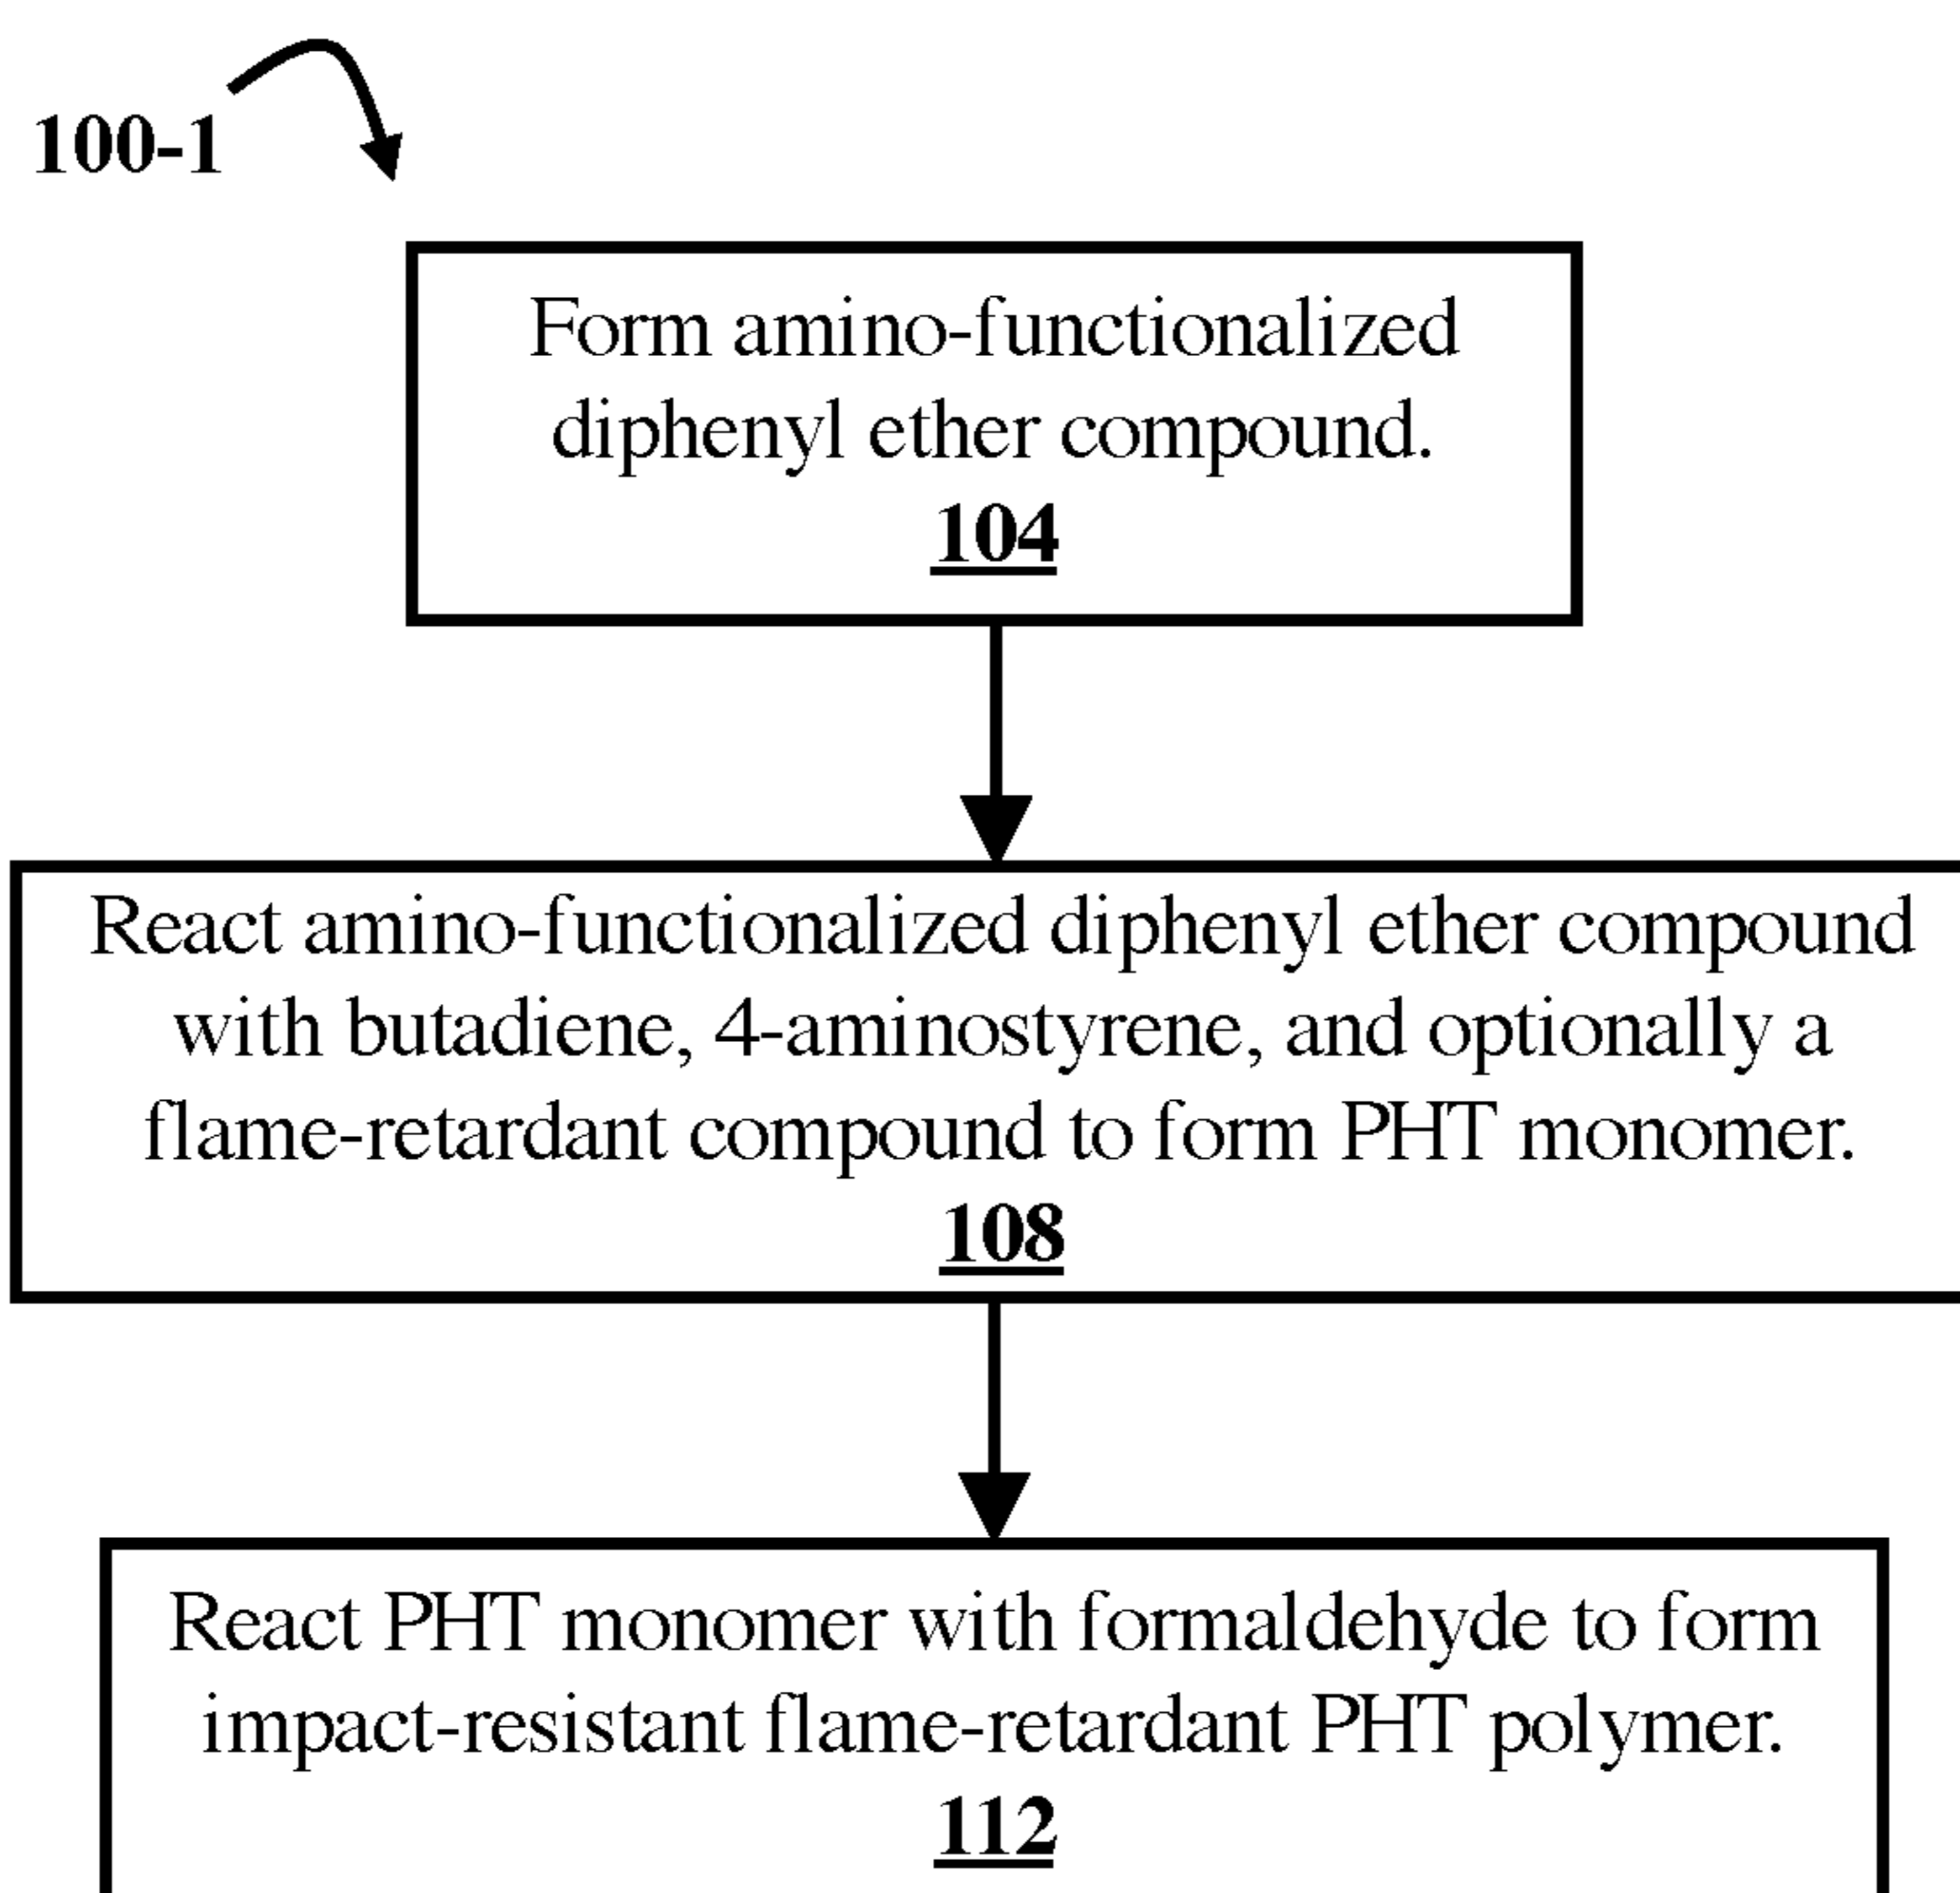 100-1
Form amino-functionalized
diphenyl ether compound.
104
React amino-functionalized diphenyl ether compound
with butadiene, 4-aminostyrene, and optionally a
flame-retardant compound to form PHT monomer.
108
React PHT monomer with formaldehyde to form
impact-resistant flame-retardant PHT polymer.
112